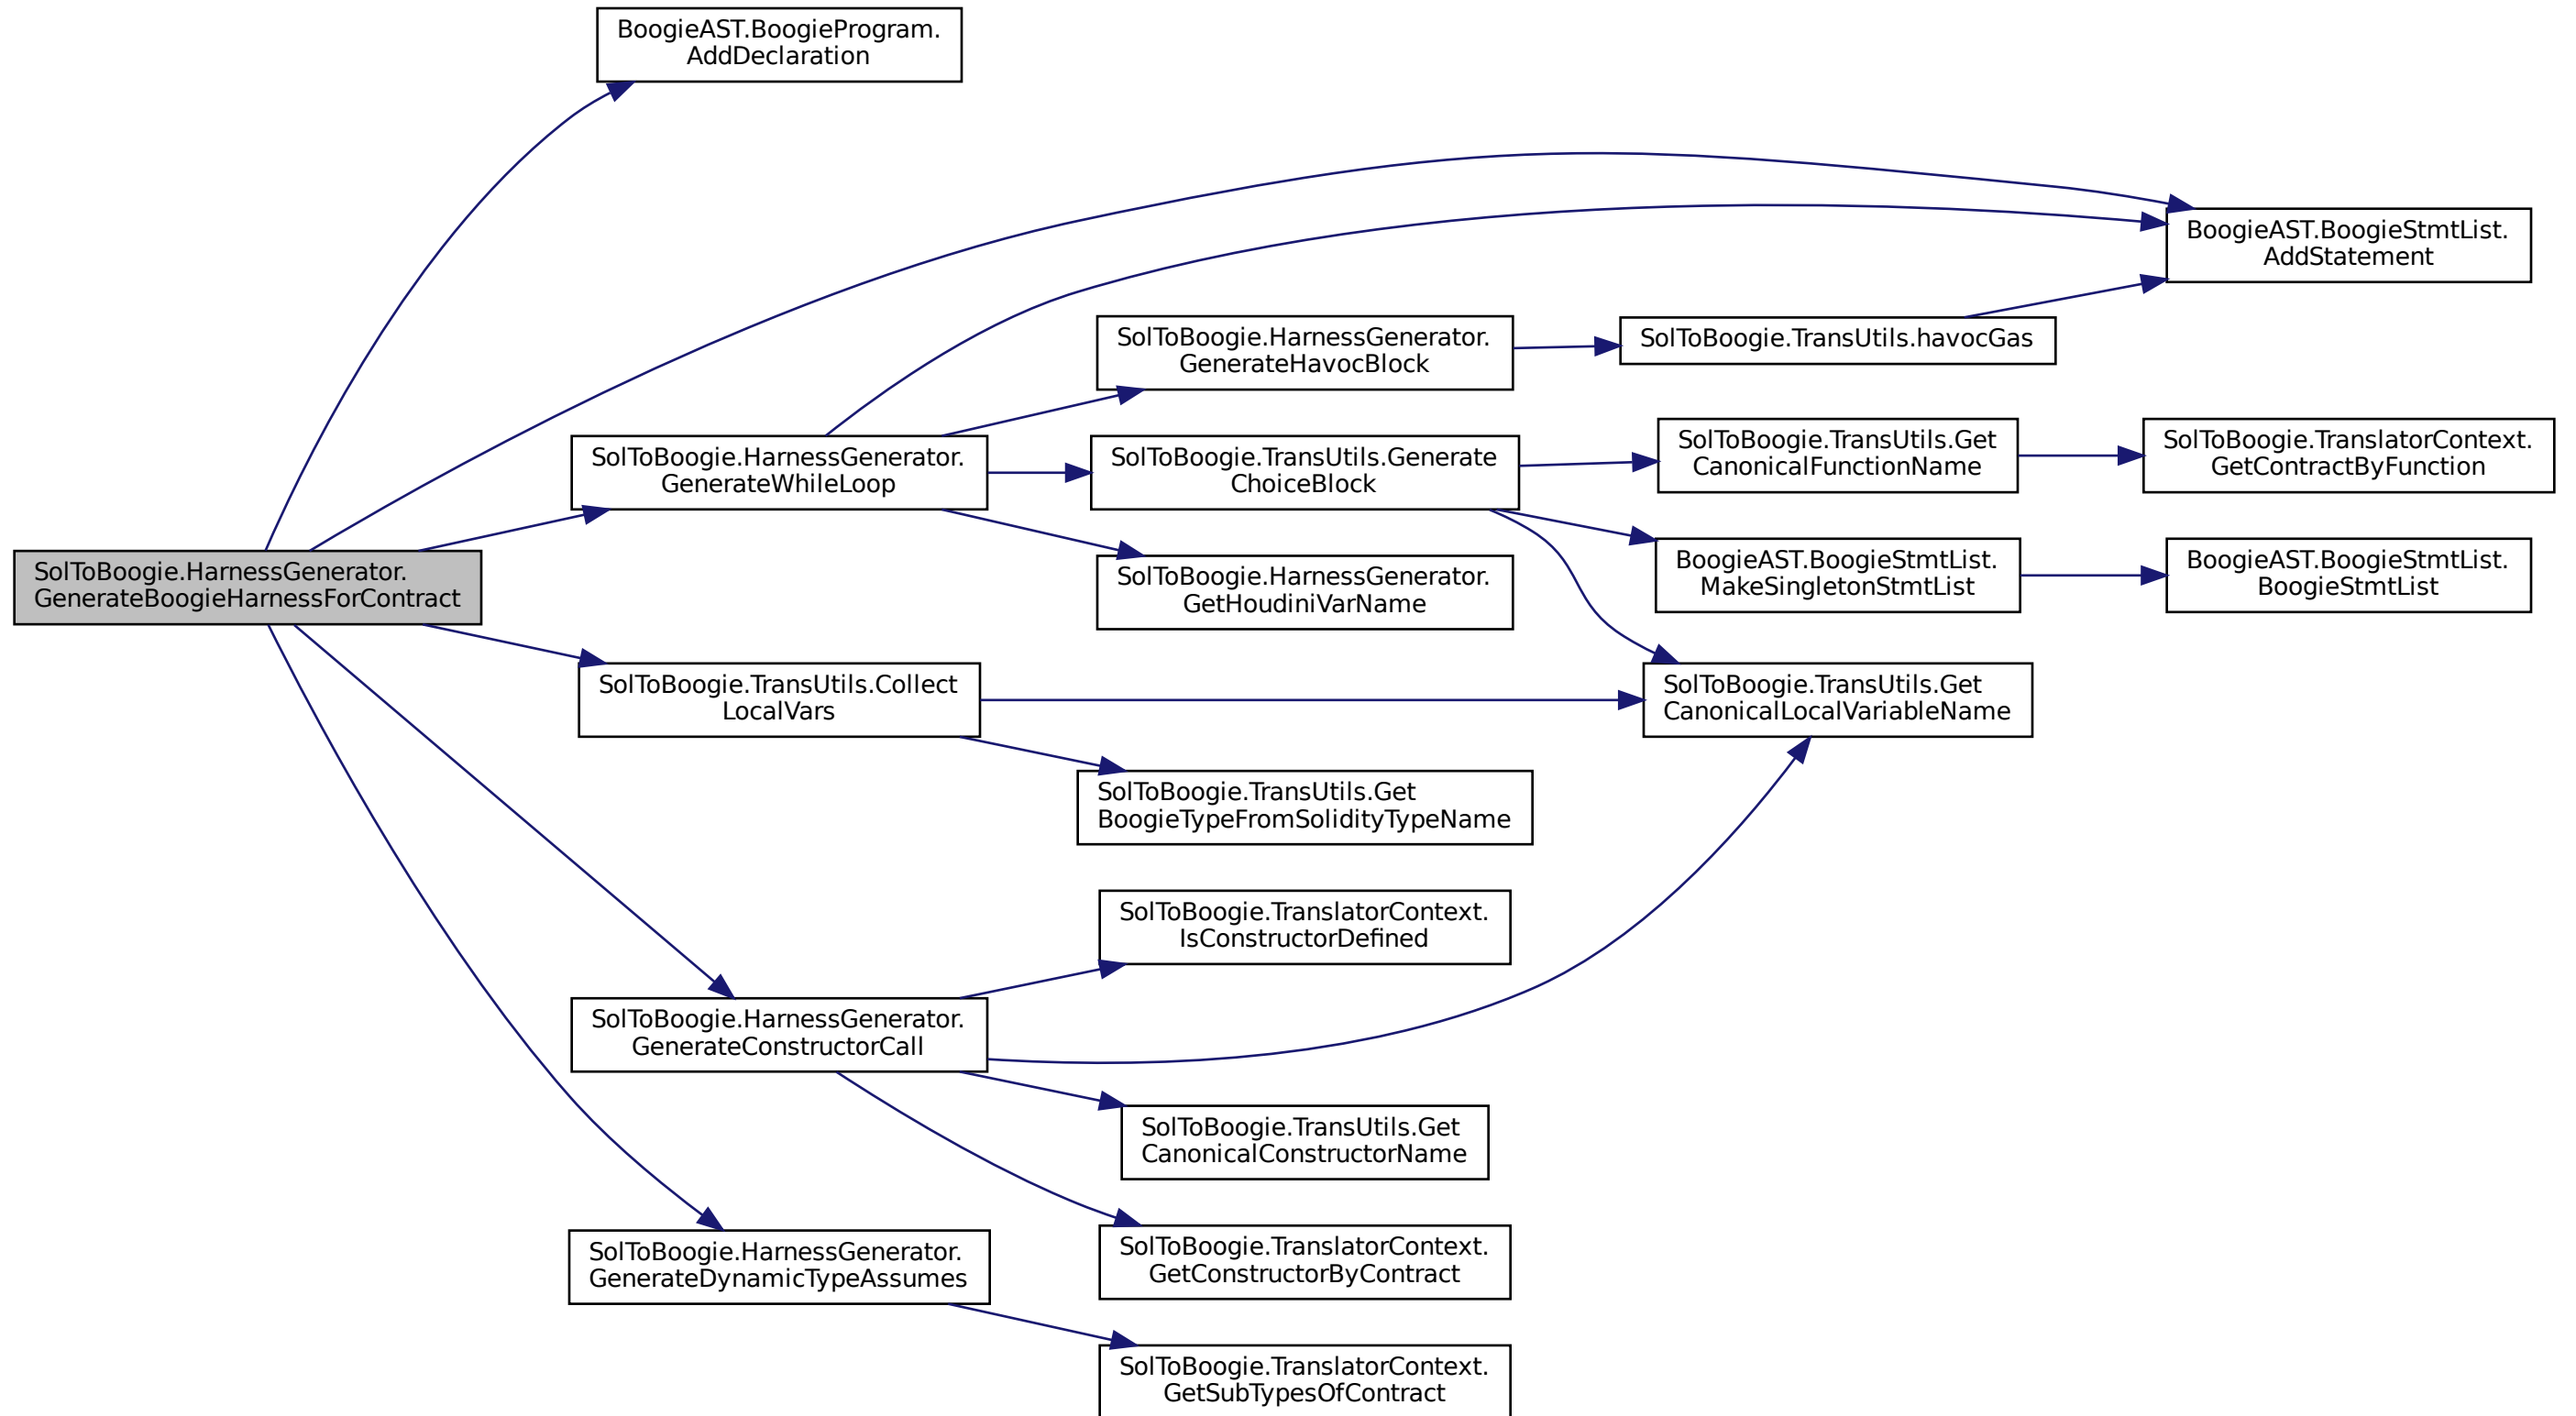 BoogieAST.BoogieProgram.
AddDeclaration
BoogieAST.BoogieStmtList.
AddStatement
SolToBoogie.HarnessGenerator.
GenerateHavocBlock
SolToBoogie.TransUtils.havocGas
SolToBoogie.HarnessGenerator.
GenerateWhileLoop
SolToBoogie.TransUtils.Generate
ChoiceBlock
SolToBoogie.TransUtils.Get
CanonicalFunctionName
SolToBoogie.TranslatorContext.
GetContractByFunction
SolToBoogie.HarnessGenerator.
GenerateBoogieHarnessForContract
SolToBoogie.HarnessGenerator.
GetHoudiniVarName
BoogieAST.BoogieStmtList.
MakeSingletonStmtList
BoogieAST.BoogieStmtList.
BoogieStmtList
SolToBoogie.TransUtils.Collect
LocalVars
SolToBoogie.TransUtils.Get
CanonicalLocalVariableName
SolToBoogie.TransUtils.Get
BoogieTypeFromSolidityTypeName
SolToBoogie.TranslatorContext.
IsConstructorDefined
SolToBoogie.HarnessGenerator.
GenerateConstructorCall
SolToBoogie.TransUtils.Get
CanonicalConstructorName
SolToBoogie.TranslatorContext.
GetConstructorByContract
SolToBoogie.HarnessGenerator.
GenerateDynamicTypeAssumes
SolToBoogie.TranslatorContext.
GetSubTypesOfContract